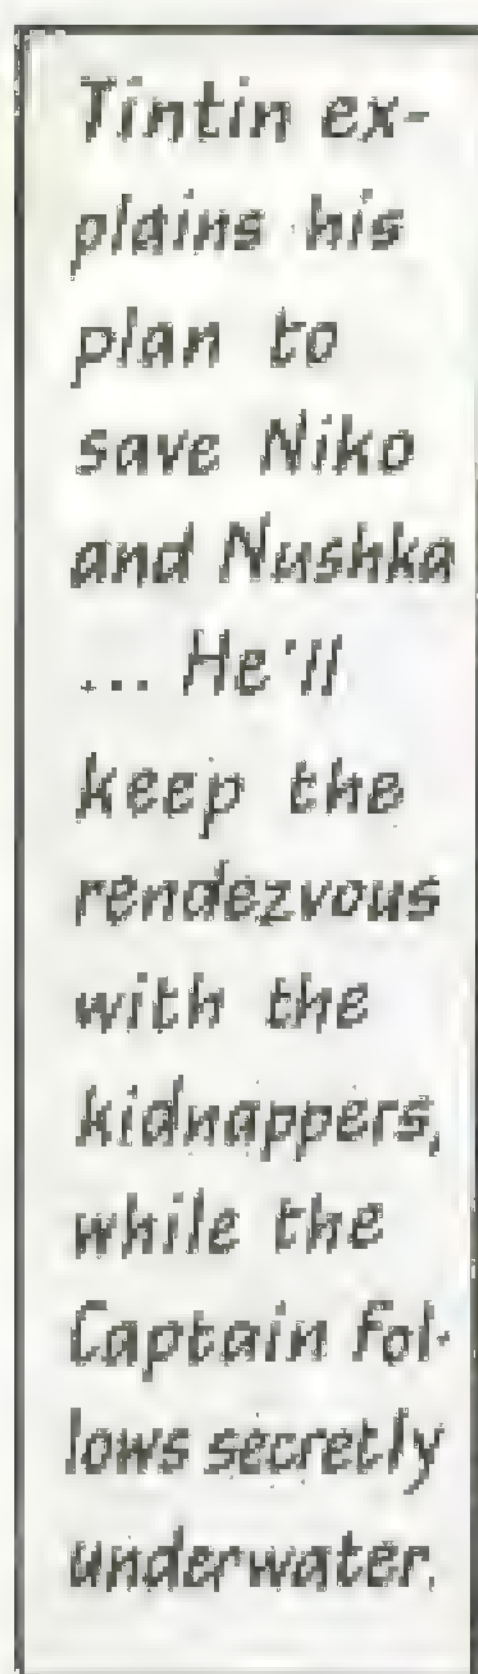 Tintin ex-
plains his
plan to
save Niko
and Nushka
... He'll
keep the
rendezvous
with the
kidnappers,
while the
Captain fol-
lows secretly
underwater.